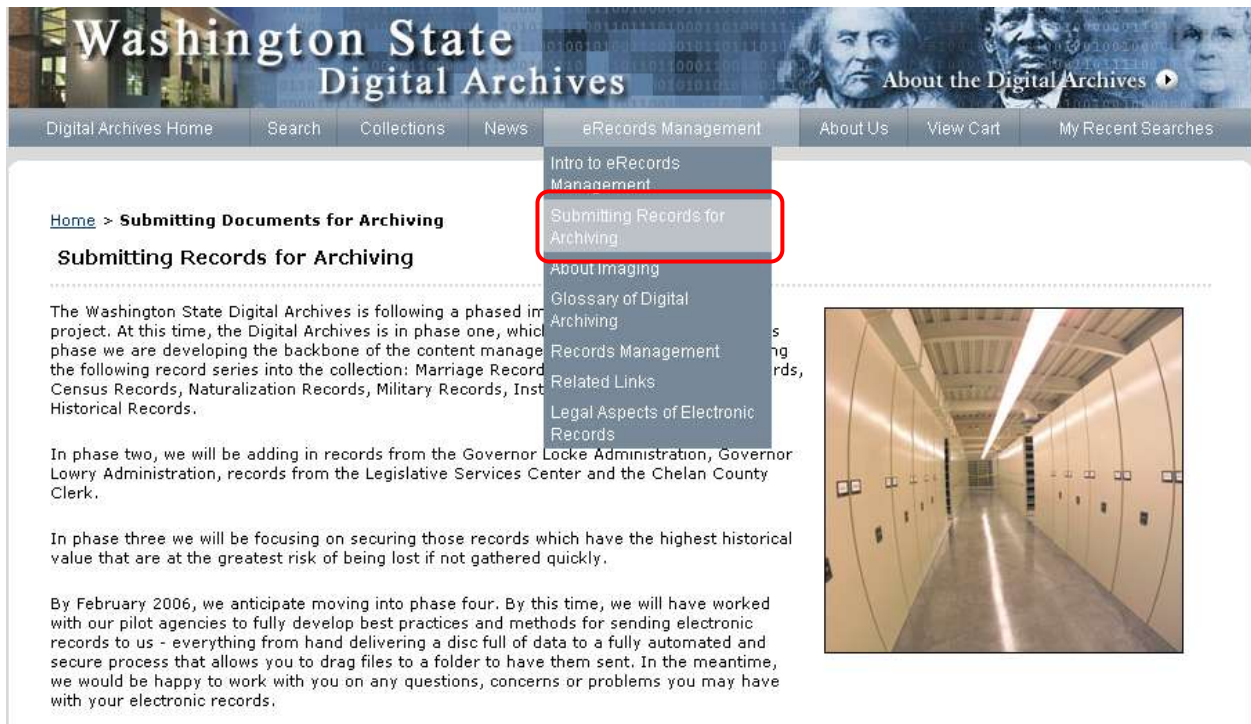 Washington State
Digital Archives
About the Digital Archives
Digital Archives Home Search Collections News eRecords Management About Us View Cart My Recent Searches
Intro to eRecords
Management
Submitting Records for
Archiving
About Imaging
Glossary of Digital
Archiving
Records Management
Related Links
Legal Aspects of Electronic
Records
Home > Submitting Documents for Archiving
Submitting Records for Archiving
The Washington State Digital Archives is following a phased
project. At this time, the Digital Archives is in phase one,
phase we are developing the backbone of the content
the following record series into the collection: Marriage
Census Records, Naturalization Records, Military Records,
Historical Records.
In phase two, we will be adding in records from the Governor Locke Administration, Governor
Lowry Administration, records from the Legislative Services Center and the Chelan County
Clerk.
In phase three we will be focusing on securing those records which have the highest historical
value that are at the greatest risk of being lost if not gathered quickly.
By February 2006, we anticipate moving into phase four. By this time, we will have worked
with our pilot agencies to fully develop best practices and methods for sending electronic
records to us - everything from hand delivering a disc full of data to a fully automated and
secure process that allows you to drag files to a folder to have them sent. In the meantime,
we would be happy to work with you on any questions, concerns or problems you may have
with your electronic records.